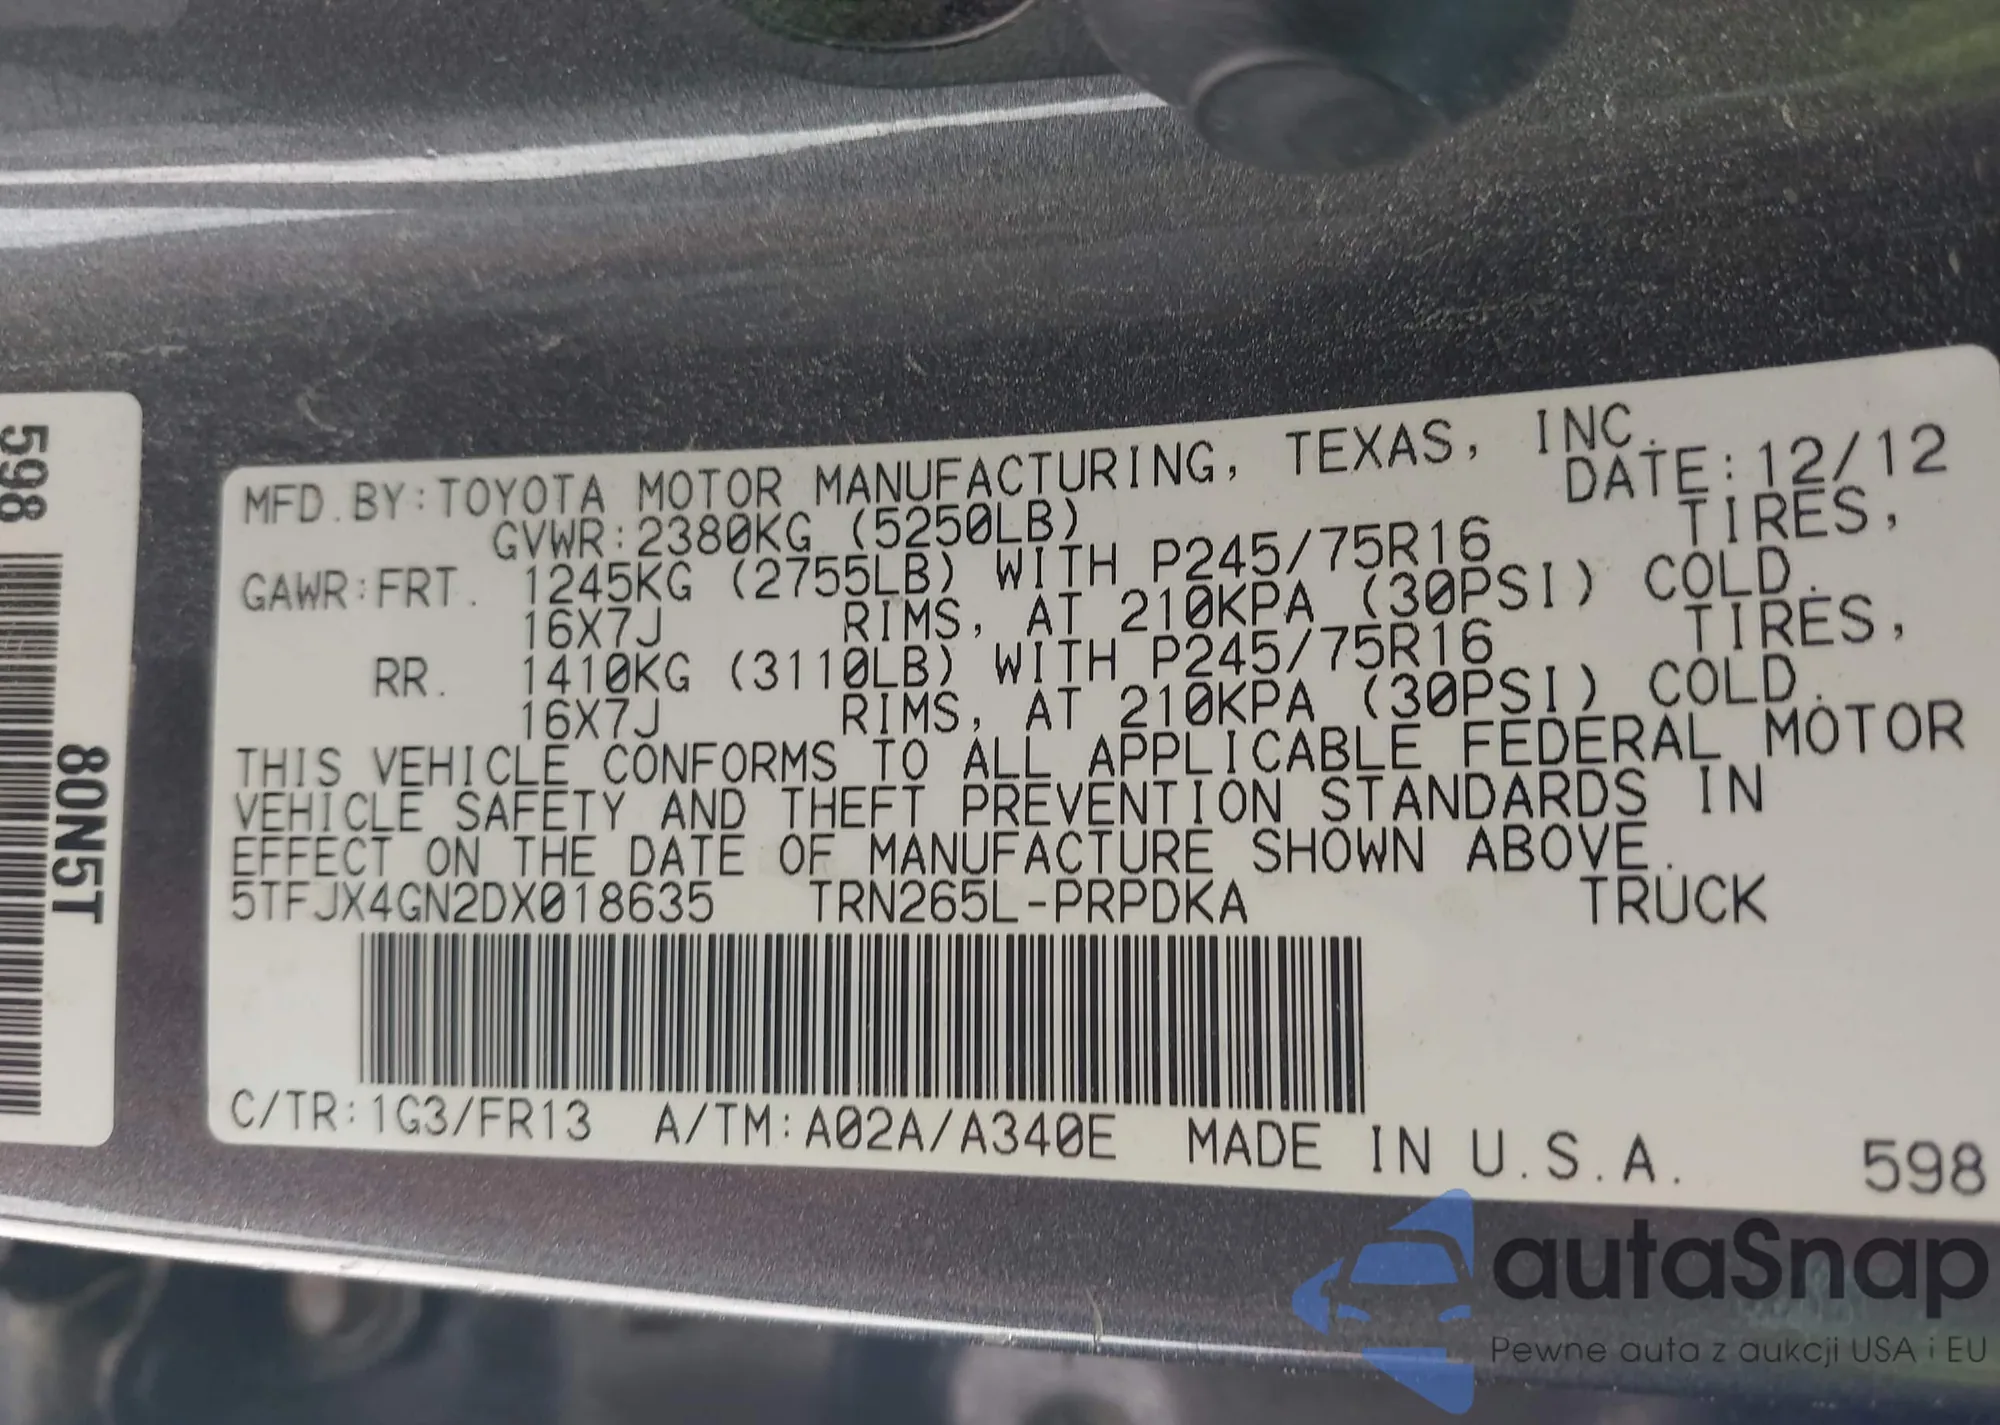 598
80N5T
MFD.BY:TOYOTA MOTOR MANUFACTURING, TEXAS, INC.
GVWR:2380KG (5250LB) DATE:12/12
GAWR:FRT. 1245KG (2755LB) WITH P245/75R16 TIRES,
16X7J RIMS, AT 210KPA (30PSI) COLD.
RR. 1410KG (3110LB) WITH P245/75R16 TIRES,
16X7J RIMS, AT 210KPA (30PSI) COLD.
THIS VEHICLE CONFORMS TO ALL APPLICABLE FEDERAL MOTOR
VEHICLE SAFETY AND THEFT PREVENTION STANDARDS IN
EFFECT ON THE DATE OF MANUFACTURE SHOWN ABOVE.
5TFJX4GN2DX018635 TRN265L-PRPDKA TRUCK
C/TR:1G3/FR13 A/TM:A02A/A340E MADE IN U.S.A. 598
autaSnap
Pewne auta z aukcji USA i EU